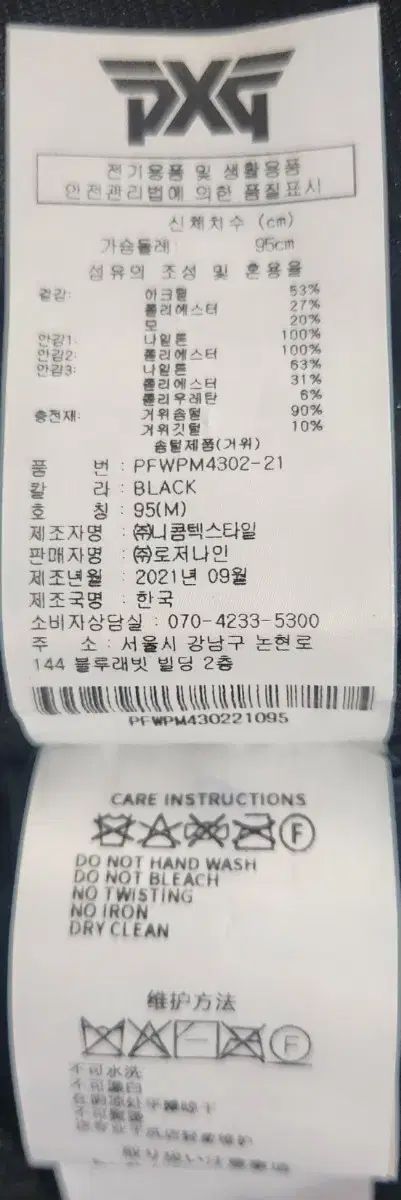 PXG
전기용품 및 생활용품
안전관리법에 의한 품질표시
신체치수 (cm)
가슴둘레: 95cm
섬유의 조성 및 혼용율
겉감: 아크릴 53%
폴리에스터 27%
모 20%
안감1: 나일론 100%
안감2: 폴리에스터 100%
안감3: 나일론 63%
폴리에스터 31%
폴리우레탄 6%
충전재: 거위솜털 90%
거위깃털 10%
솜털제품(거위)
품 번 : PFWPM4302-21
칼 라 : BLACK
호 칭 : 95(M)
제조자명 : ㈜니콤텍스타일
판매자명 : ㈜로저나인
제조년월 : 2021년 09월
제조국명 : 한국
소비자상담실 : 070-4233-5300
주 소 : 서울시 강남구 논현로
144 블루래빗 빌딩 2층
PFWPM430221095
CARE INSTRUCTIONS
F
DO NOT HAND WASH
DO NOT BLEACH
NO TWISTING
NO IRON
DRY CLEAN
维护方法
F
不可水洗
不可漂白